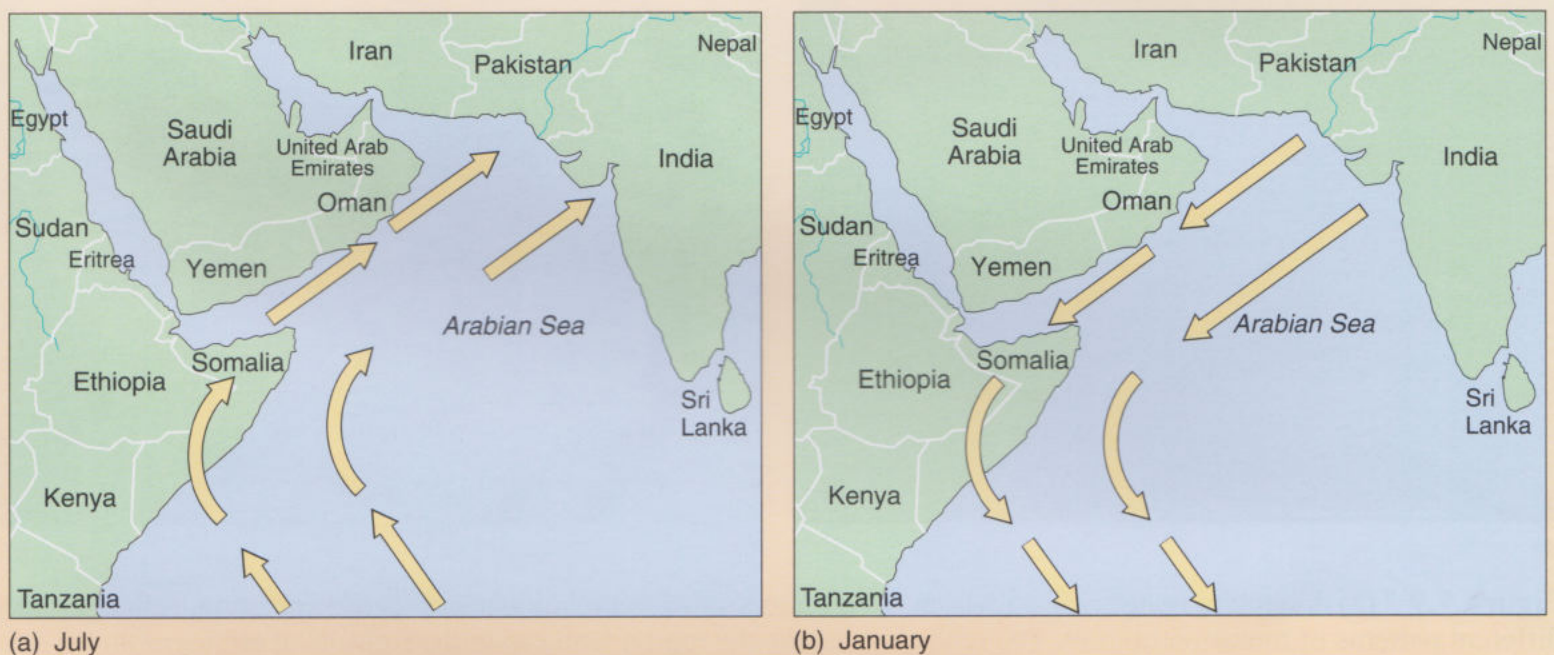 Iran
Nepal
Pakistan
Egypt
Saudi
Arabia
United Arab
Emirates
India
Oman
Sudan
Eritrea
Yemen
Arabian Sea
Somalia
Ethiopia
Sri
Lanka
Kenya
Tanzania
(a) July
Iran
Nepal
Pakistan
Egypt
Saudi
Arabia
United Arab
Emirates
India
Oman
Sudan
Eritrea
Yemen
Arabian Sea
Somalia
Ethiopia
Sri
Lanka
Kenya
Tanzania
(b) January